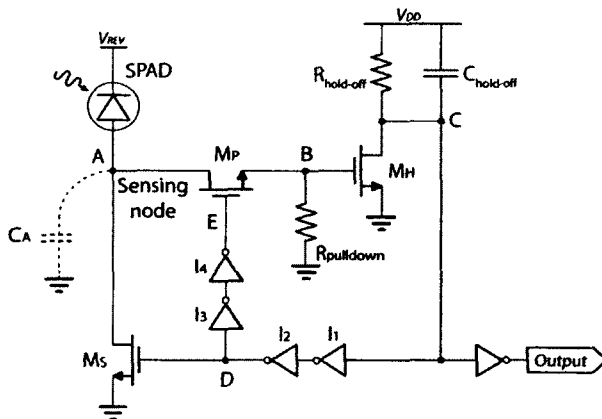 VDD
VREV
SPAD
Rhold-off
Chold-off
C
A
MP
B
MH
Sensing
node
E
CA
Rpulldown
I4
I3
I2
I1
MS
D
Output